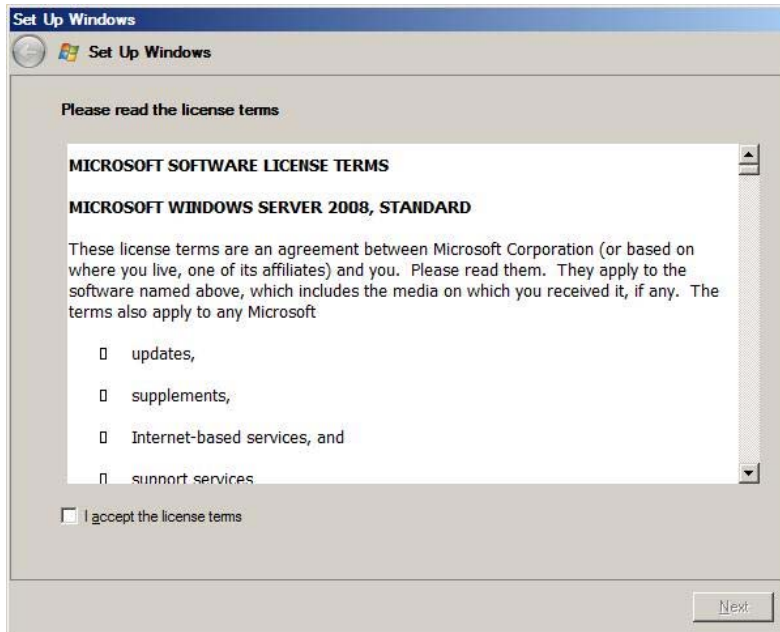 Set Up Windows
Set Up Windows
Please read the license terms
MICROSOFT SOFTWARE LICENSE TERMS
MICROSOFT WINDOWS SERVER 2008, STANDARD
These license terms are an agreement between Microsoft Corporation (or based on
where you live, one of its affiliates) and you. Please read them. They apply to the
software named above, which includes the media on which you received it, if any. The
terms also apply to any Microsoft
updates,
supplements,
Internet-based services, and
support services
I accept the license terms
Next